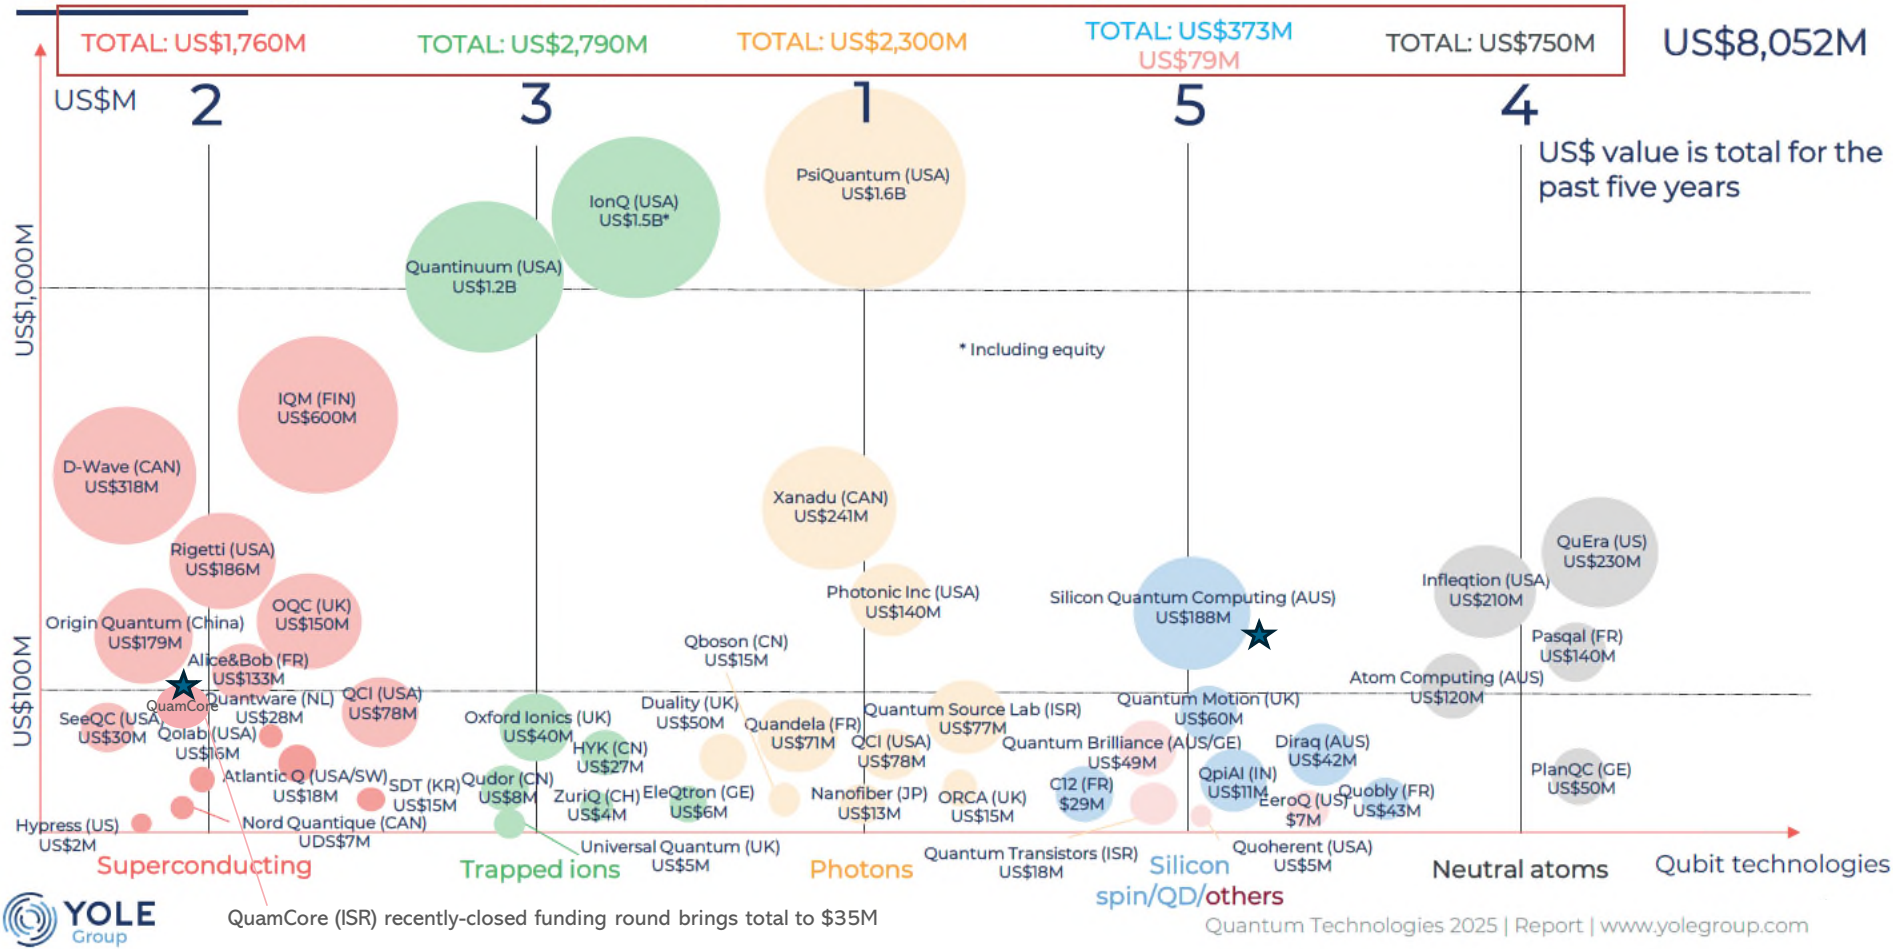 TOTAL: US$1,760M
TOTAL: US$2,790M
TOTAL: US$2,300M
TOTAL: US$373M
US$79M
TOTAL: US$750M
US$8,052M
US$M
2
3
1
5
4
US$ value is total for the
past five years
US$1,000M
US$100M
PsiQuantum (USA)
US$1.6B
IonQ (USA)
US$1.5B*
Quantinuum (USA)
US$1.2B
* Including equity
IQM (FIN)
US$600M
D-Wave (CAN)
US$318M
Xanadu (CAN)
US$241M
Rigetti (USA)
US$186M
QuEra (US)
US$230M
Infleqtion (USA)
US$210M
Photonic Inc (USA)
US$140M
Silicon Quantum Computing (AUS)
US$188M
OQC (UK)
US$150M
Origin Quantum (China)
US$179M
Qboson (CN)
US$15M
Pasqal (FR)
US$140M
Alice&Bob (FR)
US$133M
Atom Computing (AUS)
US$120M
QuamCore
Quantware (NL)
US$28M
QCI (USA)
US$78M
SeeQC (USA)
US$30M
Qolab (USA)
US$16M
Oxford Ionics (UK)
US$40M
Duality (UK)
US$50M
Quandela (FR)
US$71M
Quantum Source Lab (ISR)
US$77M
Quantum Motion (UK)
US$60M
HYK (CN)
US$27M
QCI (USA)
US$78M
Quantum Brilliance (AUS/GE)
US$49M
Diraq (AUS)
US$42M
Atlantic Q (USA/SW)
US$18M
SDT (KR)
US$15M
Qudor (CN)
US$8M
ZuriQ (CH)
US$4M
EleQtron (GE)
US$6M
Nanofiber (JP)
US$13M
ORCA (UK)
US$15M
C12 (FR)
$29M
QpiAI (IN)
US$11M
EeroQ (US)
$7M
Quobly (FR)
US$43M
PlanQC (GE)
US$50M
Hypress (US)
US$2M
Nord Quantique (CAN)
UDS$7M
Universal Quantum (UK)
US$5M
Quantum Transistors (ISR)
US$18M
Quoherent (USA)
US$5M
Superconducting
Trapped ions
Photons
Silicon
spin/QD/others
Neutral atoms
Qubit technologies
QuamCore (ISR) recently-closed funding round brings total to $35M
YOLE
Group
Quantum Technologies 2025 | Report | www.yolegroup.com